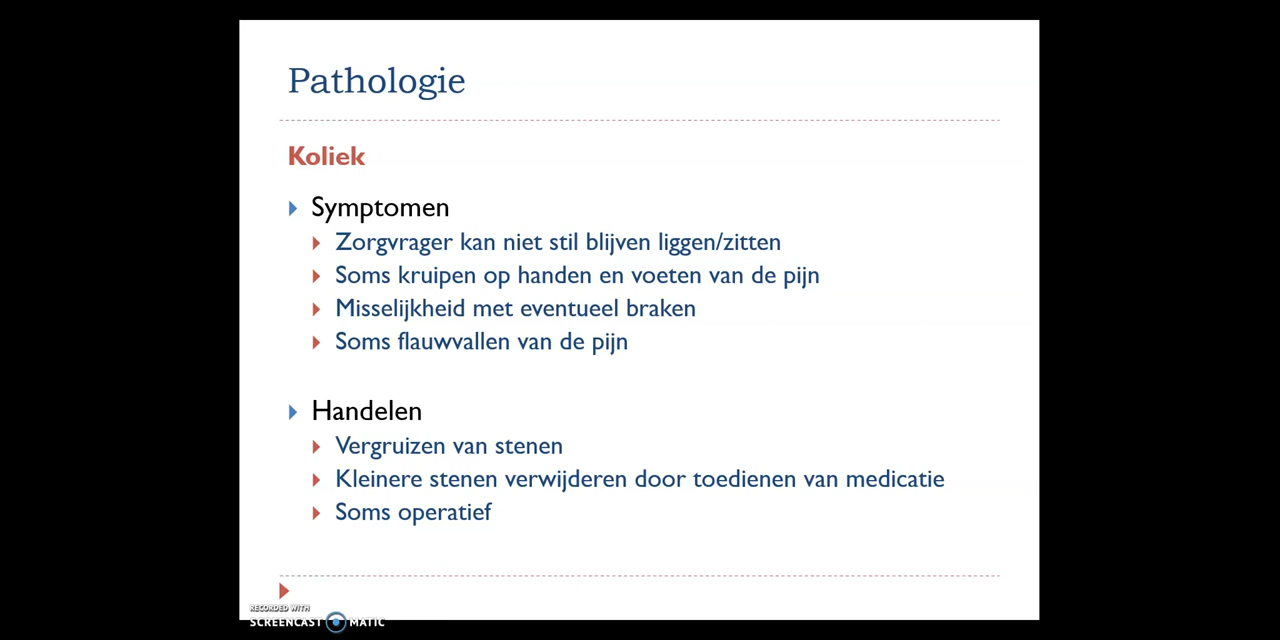 Pathologie
Koliek
Symptomen
Zorgvrager kan niet stil blijven liggen/zitten
Soms kruipen op handen en voeten van de pijn
Misselijkheid met eventueel braken
Soms flauwvallen van de pijn
Handelen
Vergruizen van stenen
Kleinere stenen verwijderen door toedienen van medicatie
Soms operatief
RECORDED WITH
SCREENCAST MATIC